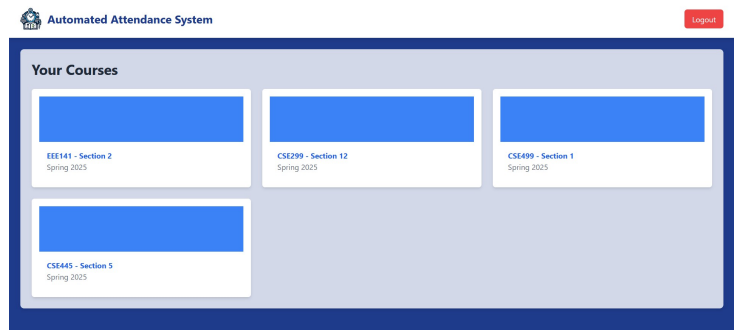 Automated Attendance System
Logout
Your Courses
EEE141 - Section 2
Spring 2025
CSE299 - Section 12
Spring 2025
CSE499 - Section 1
Spring 2025
CSE445 - Section 5
Spring 2025